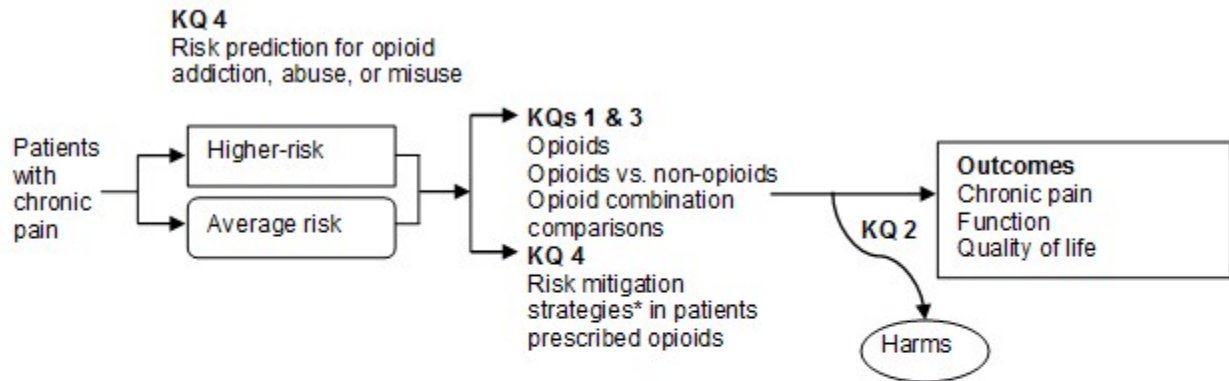 KQ 4
Risk prediction for opioid
addiction, abuse, or misuse
Patients
with
chronic
pain
Higher-risk
Average risk
KQs 1 & 3
Opioids
Opioids vs. non-opioids
Opioid combination
comparisons
KQ 4
Risk mitigation
strategies* in patients
prescribed opioids
KQ 2
Outcomes
Chronic pain
Function
Quality of life
Harms